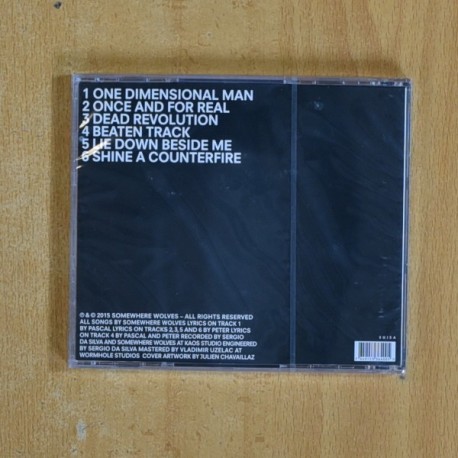 1 ONE DIMENSIONAL MAN
2 ONCE AND FOR REAL
3 DEAD REVOLUTION
4 BEATEN TRACK
5 LIE DOWN BESIDE ME
6 SHINE A COUNTERFIRE
℗ & © 2015 SOMEWHERE WOLVES – ALL RIGHTS RESERVED
ALL SONGS BY SOMEWHERE WOLVES LYRICS ON TRACK 1
BY PASCAL LYRICS ON TRACKS 2,3,5 AND 6 BY PETER LYRICS
ON TRACK 4 BY PASCAL AND PETER RECORDED BY SERGIO
DA SILVA AND SOMEWHERE WOLVES AT KAOS STUDIO ENGINEERED
BY SERGIO DA SILVA MASTERED BY VLADIMIR UZELAC AT
WORMHOLE STUDIOS COVER ARTWORK BY JULIEN CHAVAILLAZ